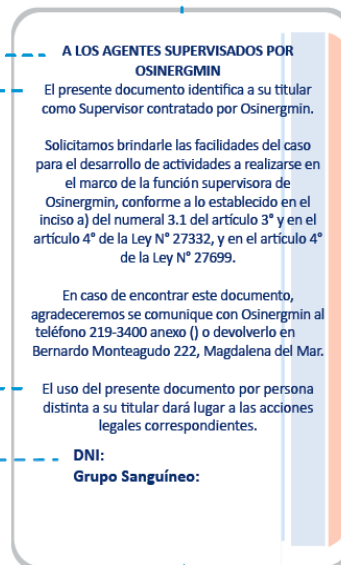 A LOS AGENTES SUPERVISADOS POR
OSINERGMIN
El presente documento identifica a su titular
como Supervisor contratado por Osinergmin.
Solicitamos brindarle las facilidades del caso
para el desarrollo de actividades a realizarse en
el marco de la función supervisora de
Osinergmin, conforme a lo establecido en el
inciso a) del numeral 3.1 del artículo 3° y en el
artículo 4° de la Ley N° 27332, y en el artículo 4°
de la Ley N° 27699.
En caso de encontrar este documento,
agradeceremos se comunique con Osinergmin al
teléfono 219-3400 anexo () o devolverlo en
Bernardo Monteagudo 222, Magdalena del Mar.
El uso del presente documento por persona
distinta a su titular dará lugar a las acciones
legales correspondientes.
DNI:
Grupo Sanguíneo: